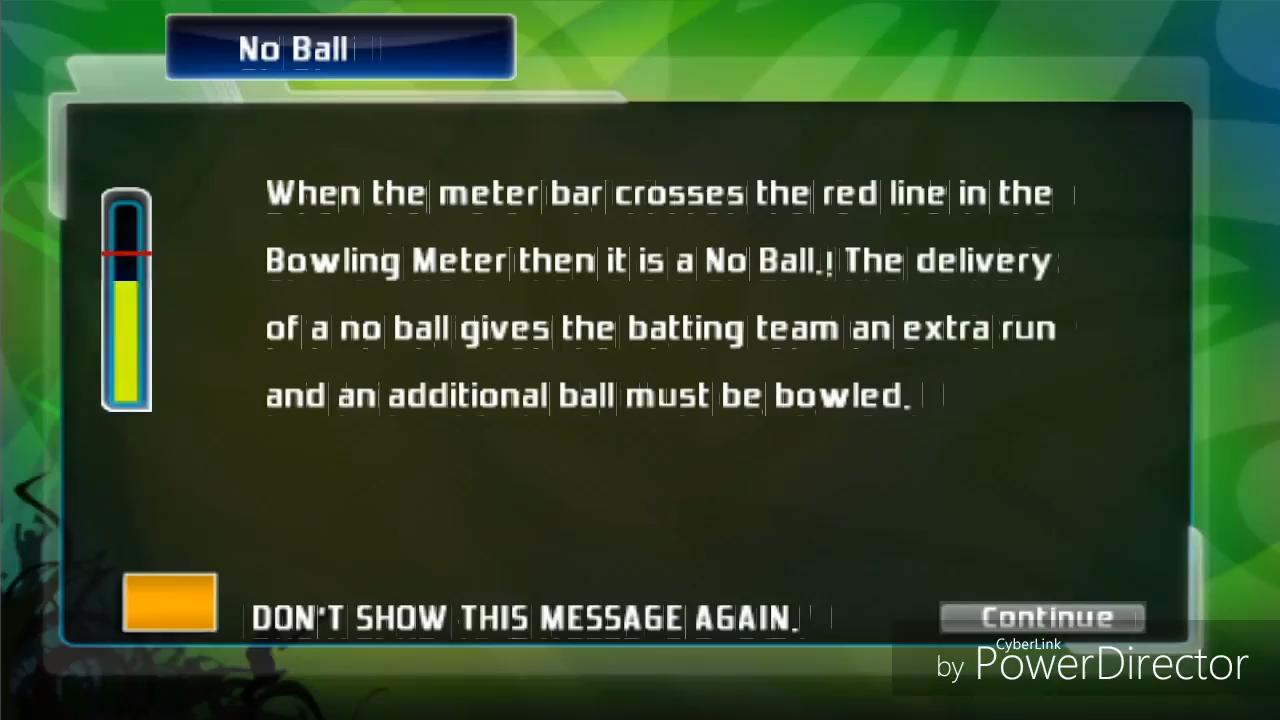 No Ball
When the meter bar crosses the red line in the
Bowling Meter then it is a No Ball.! The delivery
of a no ball gives the batting team an extra run
and an additional ball must be bowled.
DON'T SHOW THIS MESSAGE AGAIN.
Continue
CyberLink
by PowerDirector